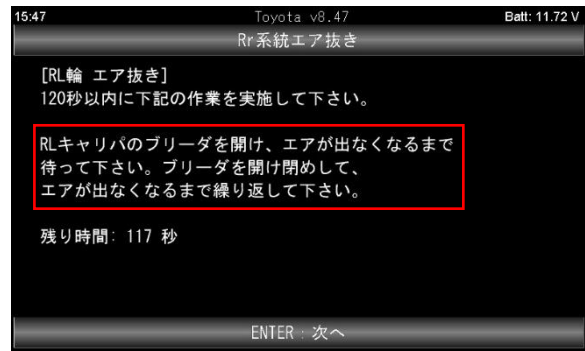 15:47 Toyota v8.47 Batt: 11.72 V
Rr系統エア抜き
[RL輪 エア抜き]
120秒以内に下記の作業を実施して下さい。
RLキャリパのブリーダを開け、エアが出なくなるまで
待って下さい。ブリーダを開け閉めして、
エアが出なくなるまで繰り返して下さい。
残り時間: 117 秒
ENTER : 次へ